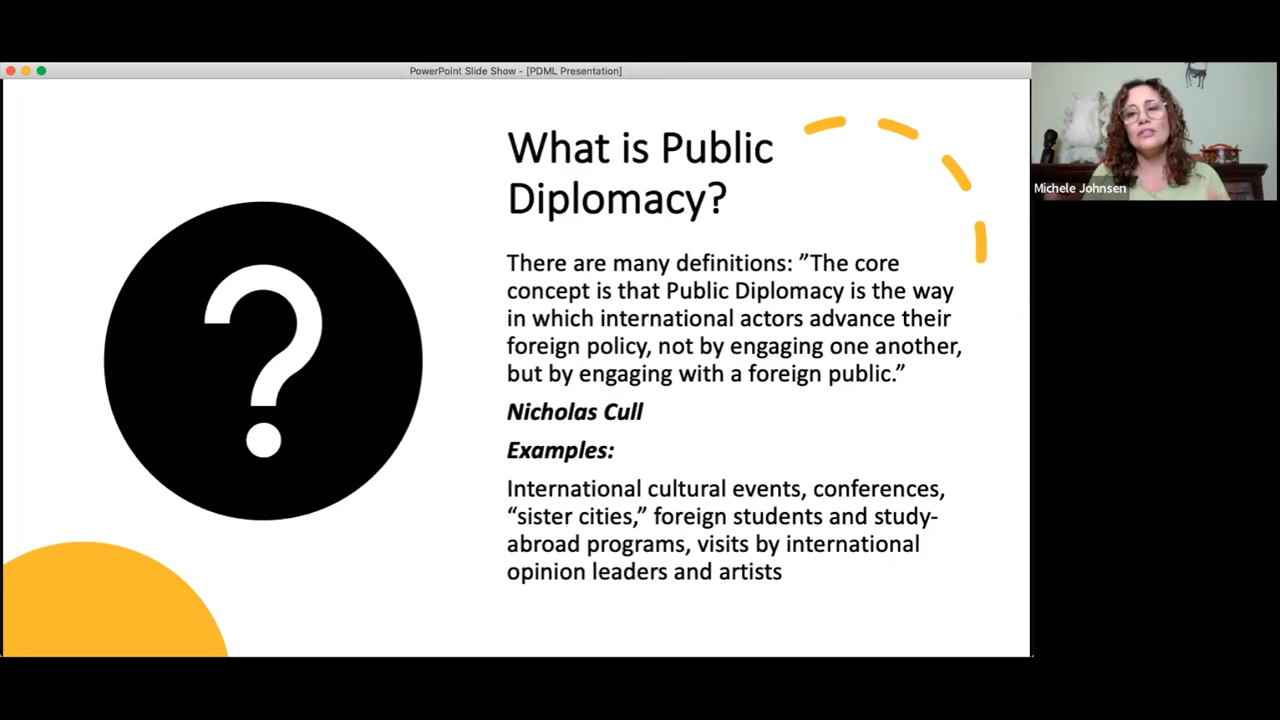 PowerPoint Slide Show - [PDML Presentation]
What is Public
Diplomacy?
There are many definitions: ”The core
concept is that Public Diplomacy is the way
in which international actors advance their
foreign policy, not by engaging one another,
but by engaging with a foreign public.”
Nicholas Cull
Examples:
International cultural events, conferences,
“sister cities,” foreign students and study-
abroad programs, visits by international
opinion leaders and artists
?
Michele Johnsen